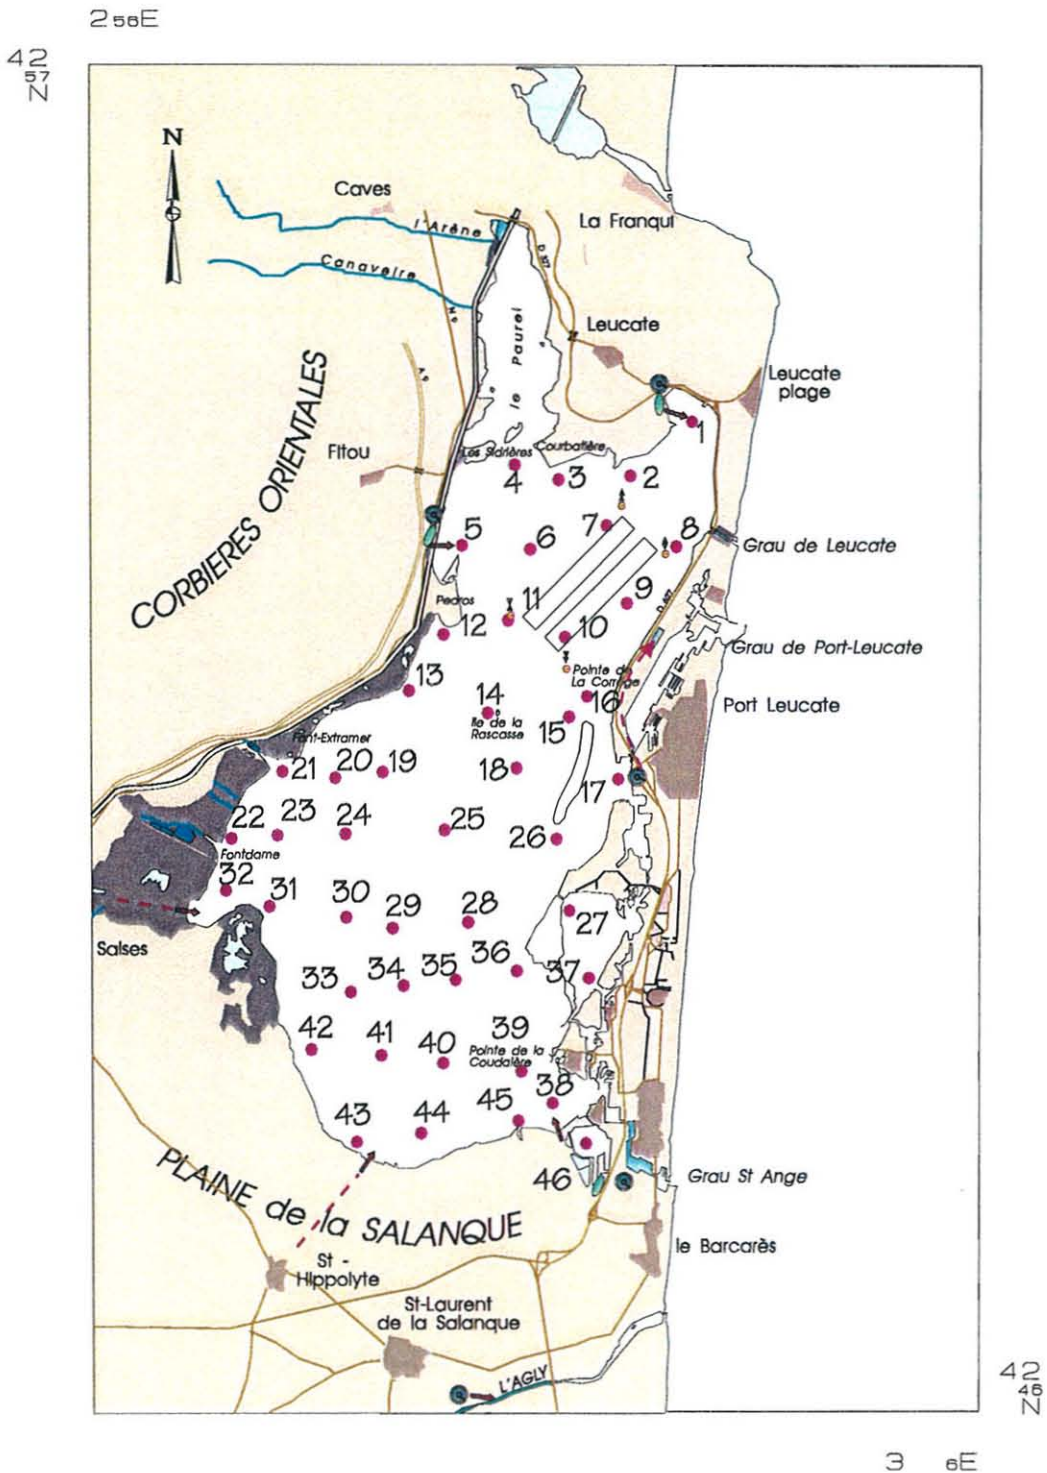 2 56E
42
57
N
N
Caves
La Franqui
l'Arène
Canaveire
D 327
N 9
Leucate
le Paurel
A 9
CORBIERES ORIENTALES
Leucate
plage
1
Fitou
Les Sidrières
Courbatière
4
3
2
5
6
7
8
Grau de Leucate
Pedros
11
9
D 327
12
10
Grau de Port-Leucate
13
Pointe de
La Corrège
14
16
Port Leucate
Ile de la
Rascasse
15
Font-Extramer
21
20
19
18
17
22
23
24
25
26
Fontdame
32
31
30
29
28
27
Salses
33
34
35
36
37
42
41
40
39
Pointe de la
Coudalère
38
43
44
45
46
PLAINE de la SALANQUE
Grau St Ange
St -
Hippolyte
le Barcarès
St-Laurent
de la Salanque
L'AGLY
42
46
N
3 6E